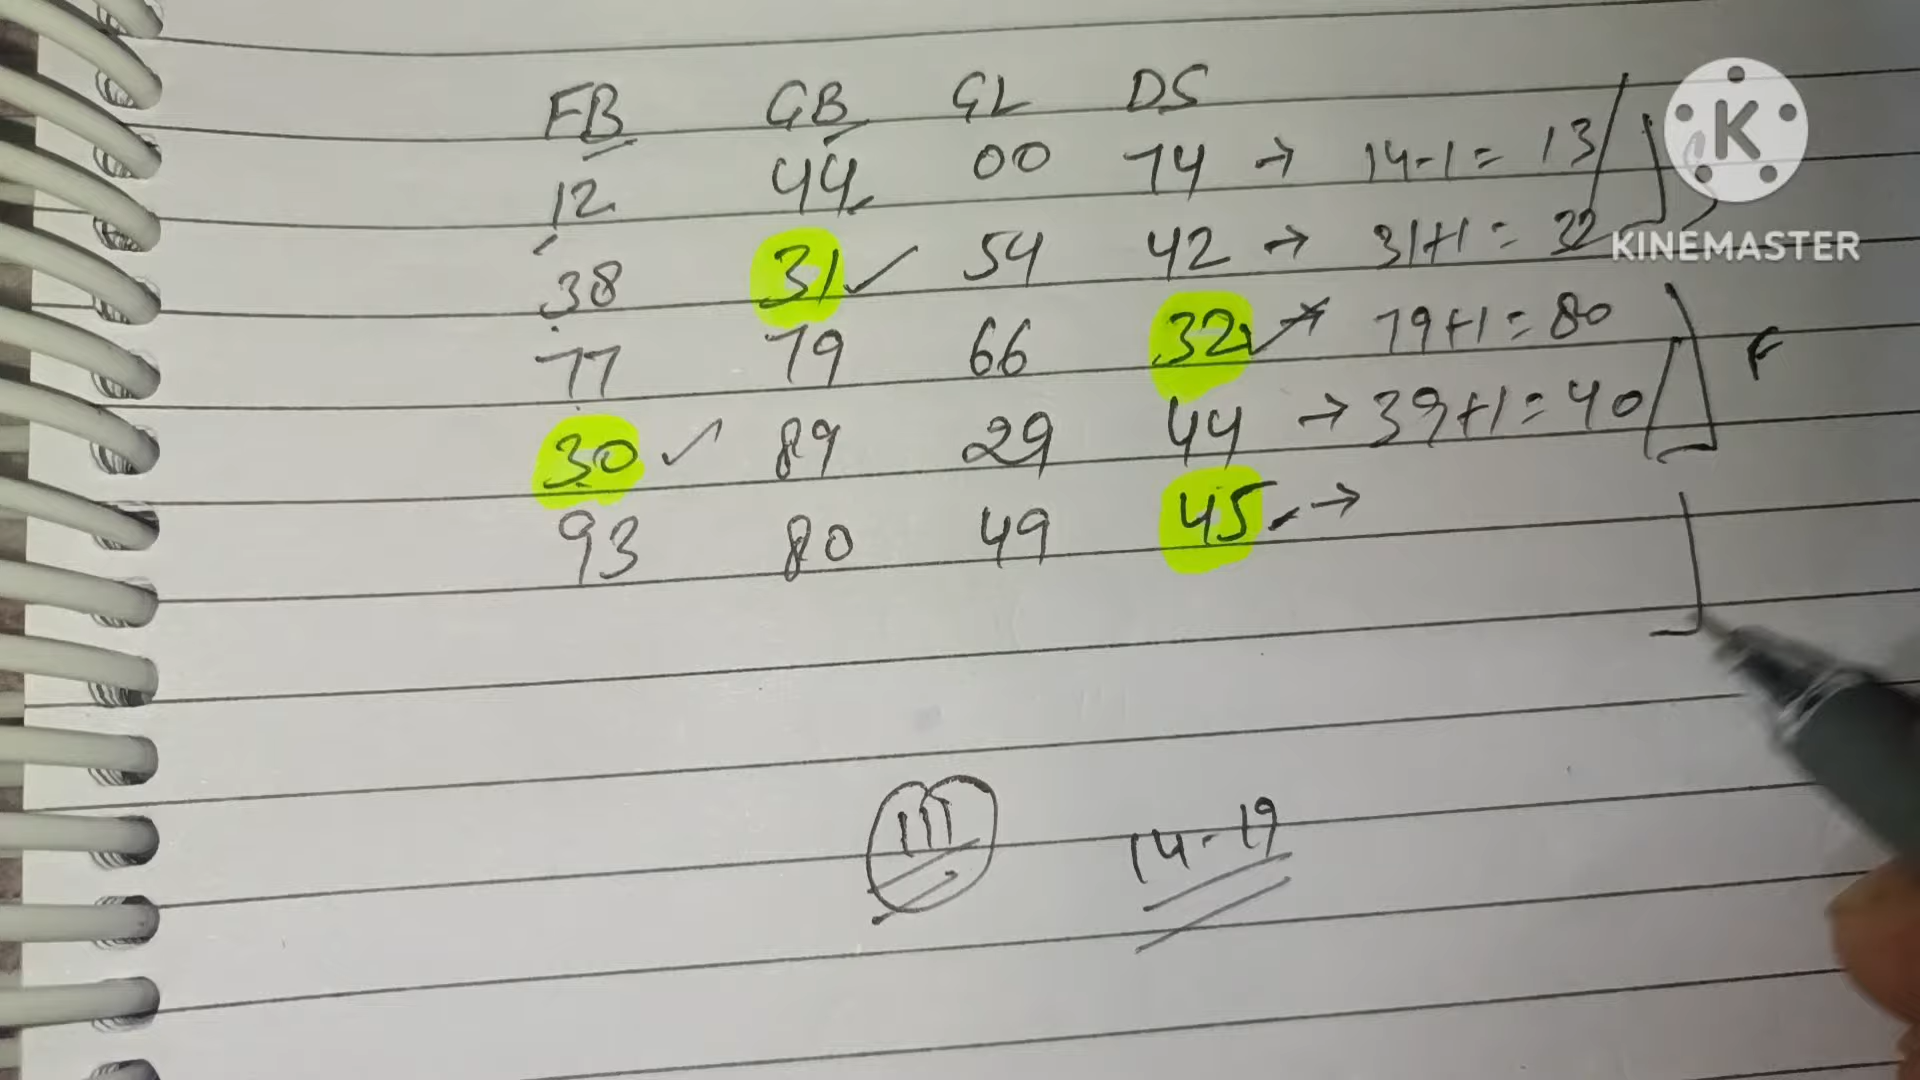 FB GB GL DS
12 44 00 74 → 14-1= 13
38 31 54 42 → 31+1= 32
77 79 66 32 → 79+1= 80
30 89 29 44 → 39+1= 40
93 80 49 45 →
F
111
14-19
K
KINEMASTER